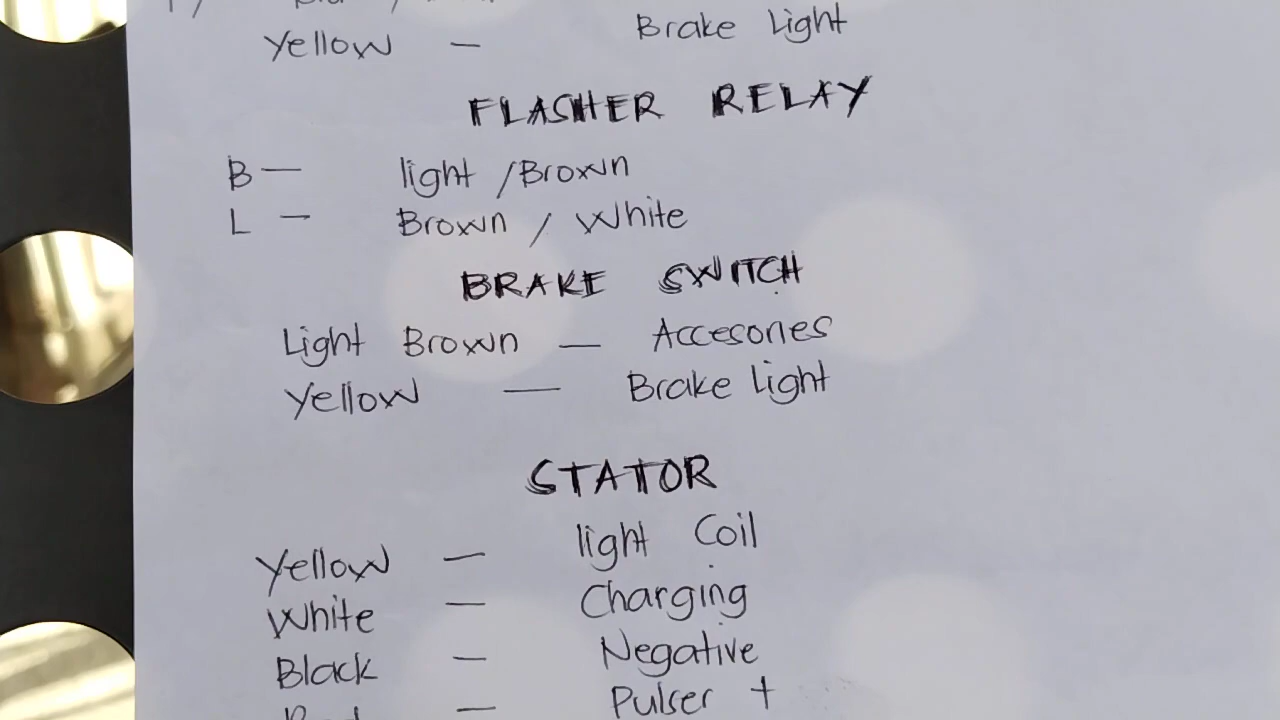 Yellow — Brake Light
FLASHER RELAY
B — light /Brown
L — Brown / White
BRAKE SWITCH
Light Brown — Accesories
Yellow — Brake Light
STATOR
Yellow — light Coil
White — Charging
Black — Negative
— Pulser +